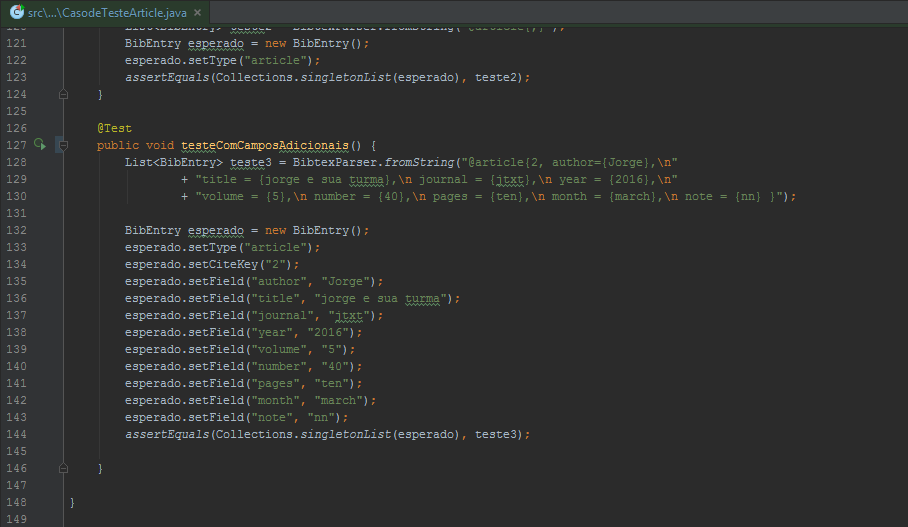 src\...\CasodeTesteArticle.java ×
121 BibEntry esperado = new BibEntry();
122 esperado.setType("article");
123 assertEquals(Collections.singletonList(esperado), teste2);
124 }
125
126 @Test
127 public void testeComCamposAdicionais() {
128 List<BibEntry> teste3 = BibtexParser.fromString("@article{2, author={Jorge},\n"
129 + "title = {jorge e sua turma},\n journal = {jtxt},\n year = {2016},\n"
130 + "volume = {5},\n number = {40},\n pages = {ten},\n month = {march},\n note = {nn} }");
131
132 BibEntry esperado = new BibEntry();
133 esperado.setType("article");
134 esperado.setCiteKey("2");
135 esperado.setField("author", "Jorge");
136 esperado.setField("title", "jorge e sua turma");
137 esperado.setField("journal", "jtxt");
138 esperado.setField("year", "2016");
139 esperado.setField("volume", "5");
140 esperado.setField("number", "40");
141 esperado.setField("pages", "ten");
142 esperado.setField("month", "march");
143 esperado.setField("note", "nn");
144 assertEquals(Collections.singletonList(esperado), teste3);
145
146 }
147
148 }
149